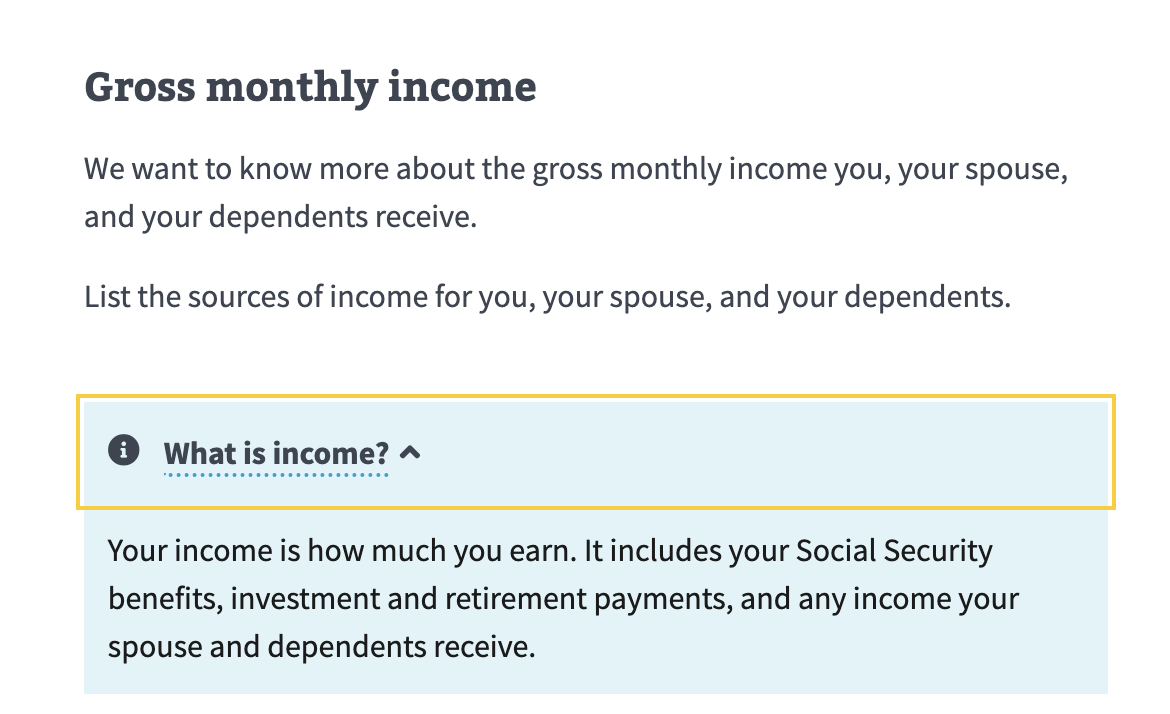 Gross monthly income
We want to know more about the gross monthly income you, your spouse,
and your dependents receive.
List the sources of income for you, your spouse, and your dependents.
What is income?
Your income is how much you earn. It includes your Social Security
benefits, investment and retirement payments, and any income your
spouse and dependents receive.